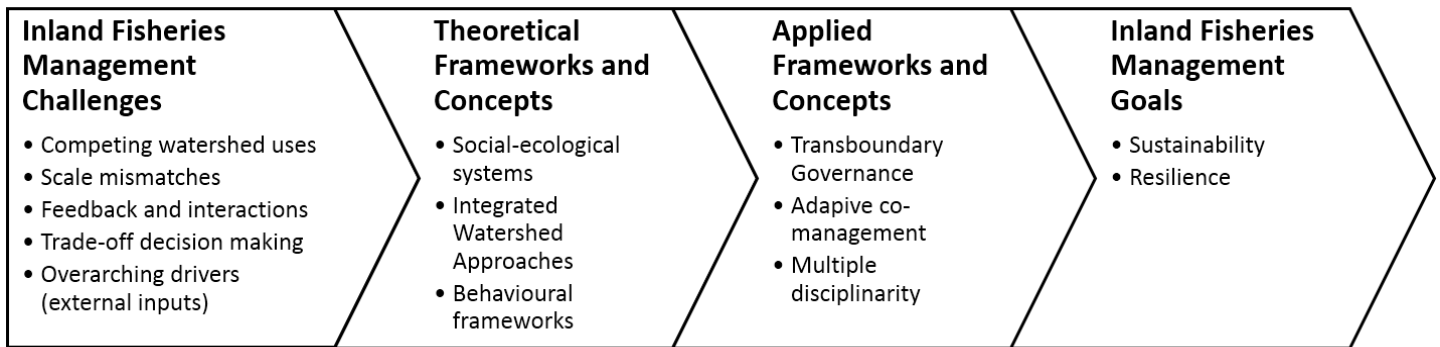 Inland Fisheries
Management
Challenges
• Competing watershed uses
• Scale mismatches
• Feedback and interactions
• Trade-off decision making
• Overarching drivers
(external inputs)
Theoretical
Frameworks and
Concepts
• Social-ecological
systems
• Integrated
Watershed
Approaches
• Behavioural
frameworks
Applied
Frameworks and
Concepts
• Transboundary
Governance
• Adapive co-
management
• Multiple
disciplinarity
Inland Fisheries
Management
Goals
• Sustainability
• Resilience